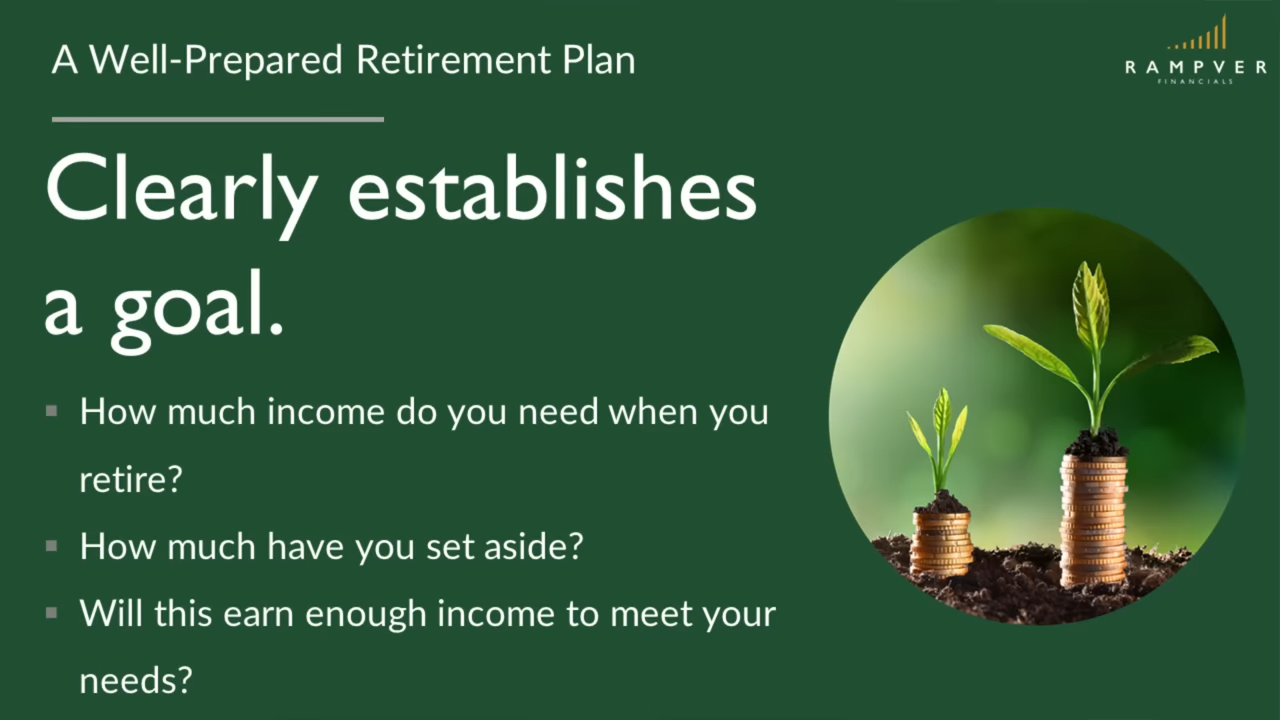 A Well-Prepared Retirement Plan
RAMPVER
FINANCIALS
Clearly establishes
a goal.
▪ How much income do you need when you
retire?
▪ How much have you set aside?
▪ Will this earn enough income to meet your
needs?